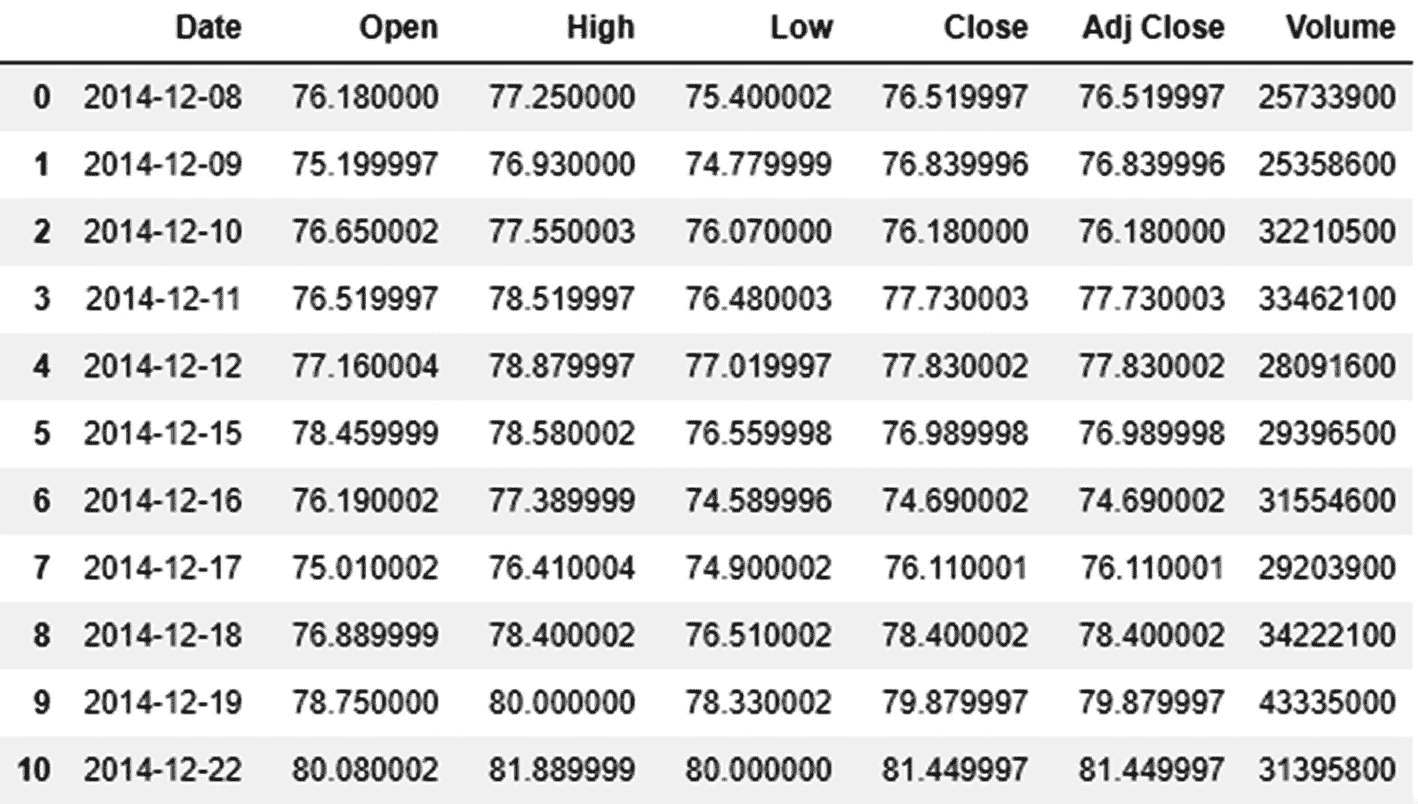 Date Open High Low Close Adj Close Volume
0 2014-12-08 76.180000 77.250000 75.400002 76.519997 76.519997 25733900
1 2014-12-09 75.199997 76.930000 74.779999 76.839996 76.839996 25358600
2 2014-12-10 76.650002 77.550003 76.070000 76.180000 76.180000 32210500
3 2014-12-11 76.519997 78.519997 76.480003 77.730003 77.730003 33462100
4 2014-12-12 77.160004 78.879997 77.019997 77.830002 77.830002 28091600
5 2014-12-15 78.459999 78.580002 76.559998 76.989998 76.989998 29396500
6 2014-12-16 76.190002 77.389999 74.589996 74.690002 74.690002 31554600
7 2014-12-17 75.010002 76.410004 74.900002 76.110001 76.110001 29203900
8 2014-12-18 76.889999 78.400002 76.510002 78.400002 78.400002 34222100
9 2014-12-19 78.750000 80.000000 78.330002 79.879997 79.879997 43335000
10 2014-12-22 80.080002 81.889999 80.000000 81.449997 81.449997 31395800